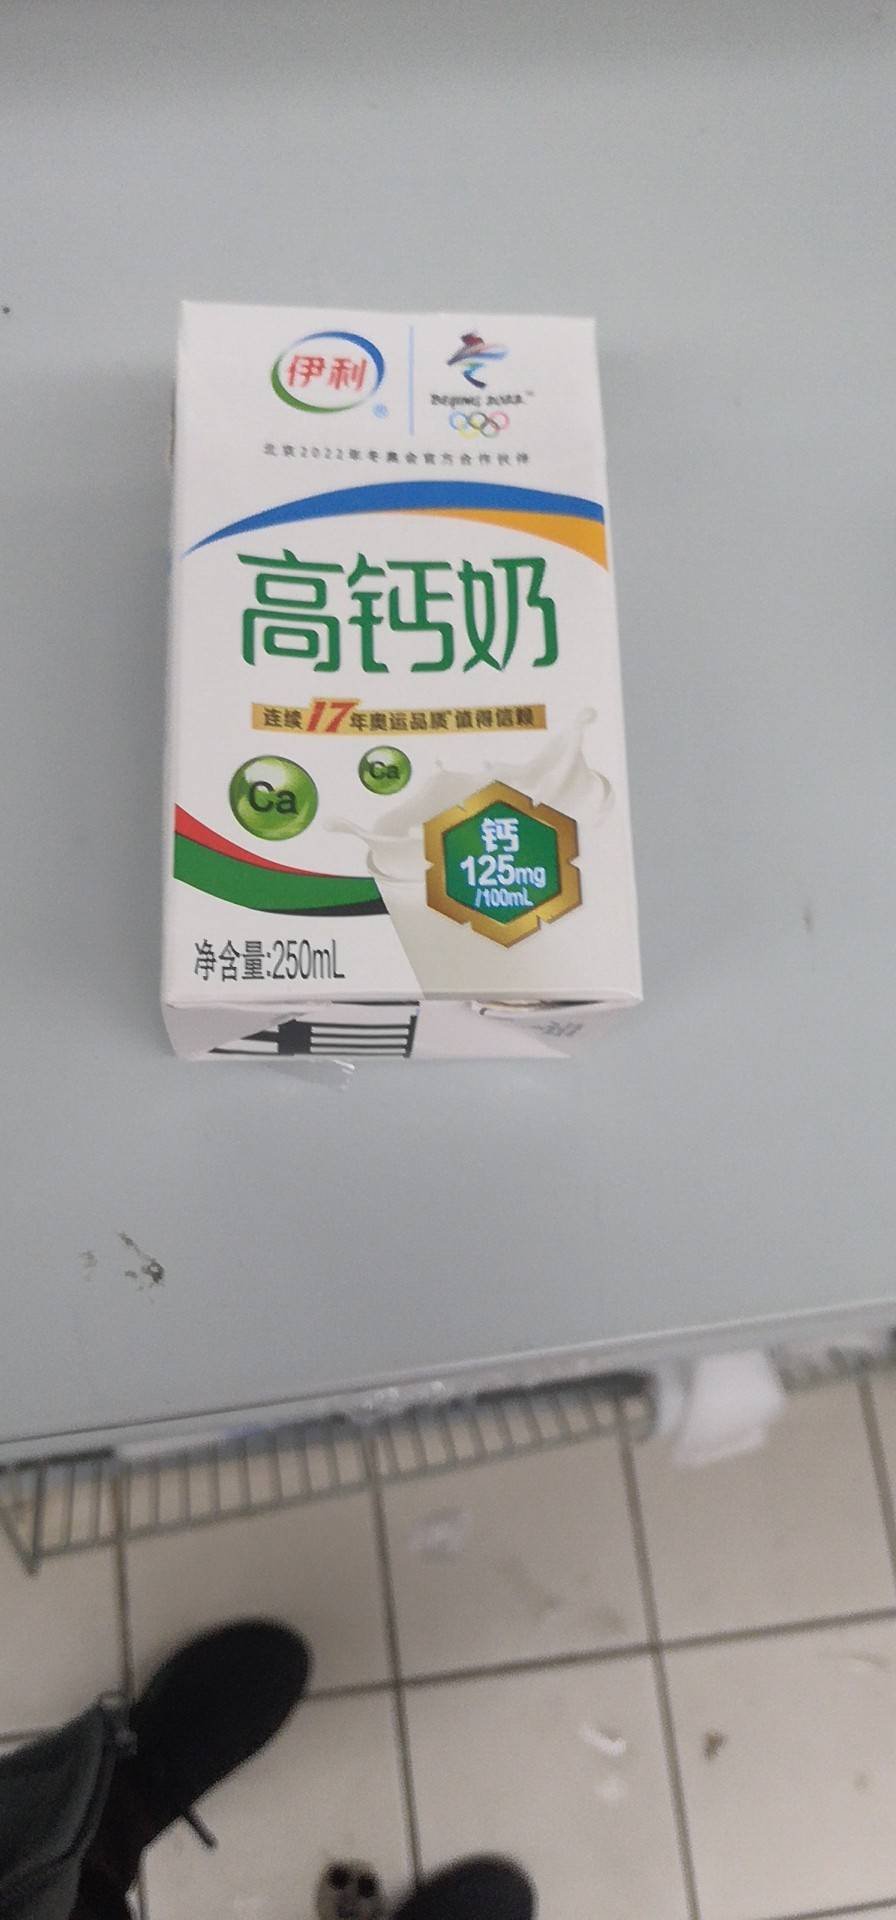 伊利
®
BEIJING 2022™
北京2022年冬奥会官方合作伙伴
高钙奶
连续17年奥运品质*值得信赖
Ca
Ca
钙
125mg
/100mL
净含量:250mL